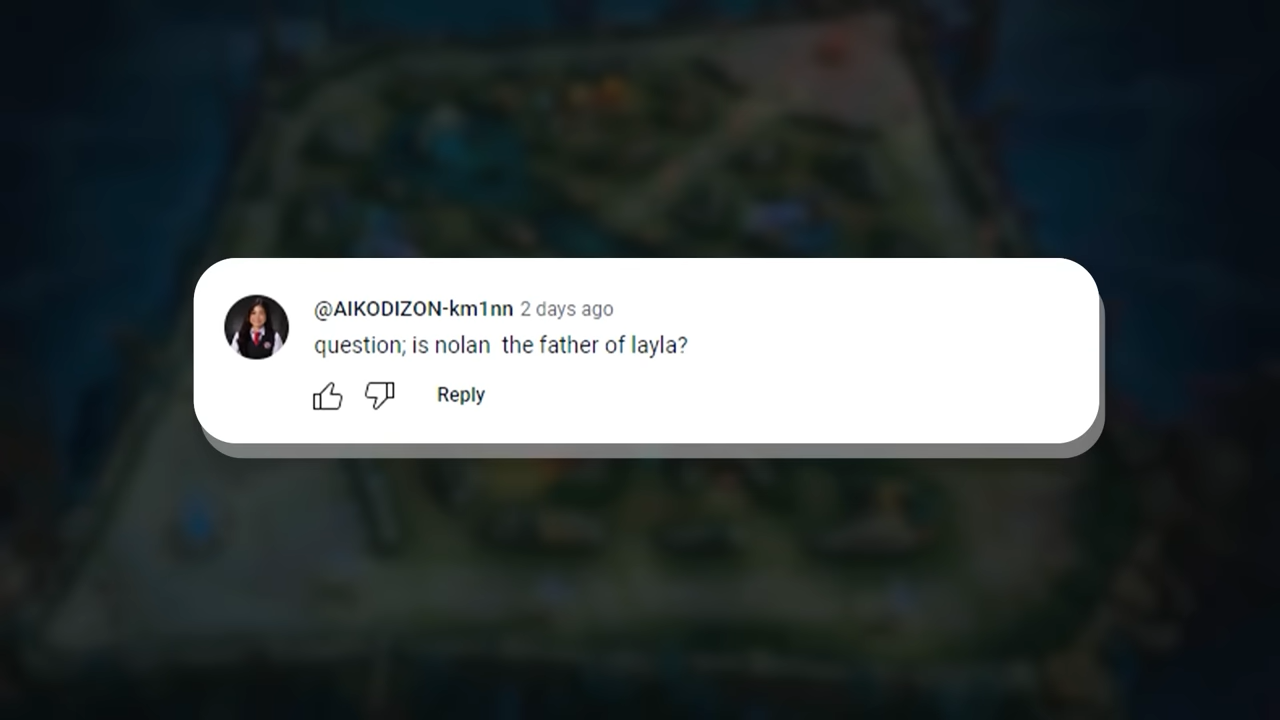 @AIKODIZON-km1nn 2 days ago
question; is nolan  the father of layla?
Reply